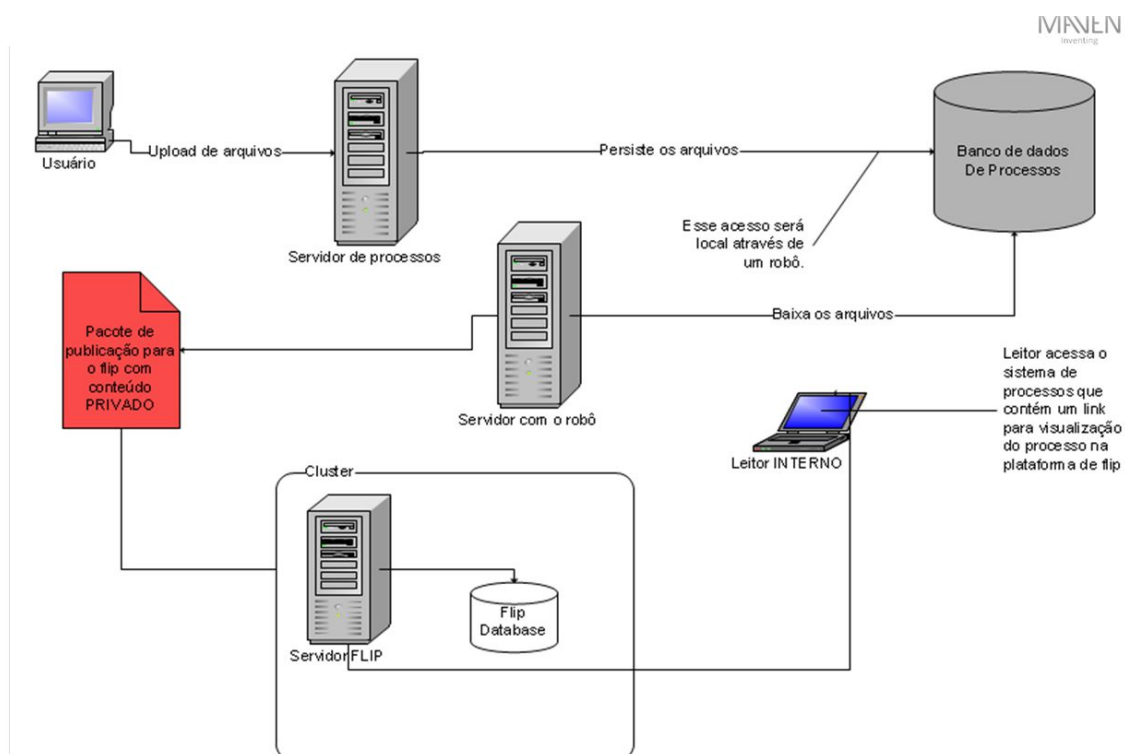 MAVEN
Inventing
Usuário
Upload de arquivos
Servidor de processos
Persiste os arquivos
Banco de dados
De Processos
Esse acesso será
local através de
um robô.
Baixa os arquivos
Servidor com o robô
Pacote de
publicação para
o flip com
conteúdo
PRIVADO
Leitor acessa o
sistema de
processos que
contém um link
para visualização
do processo na
plataforma de flip
Leitor INTERNO
Cluster
Servidor FLIP
Flip
Database